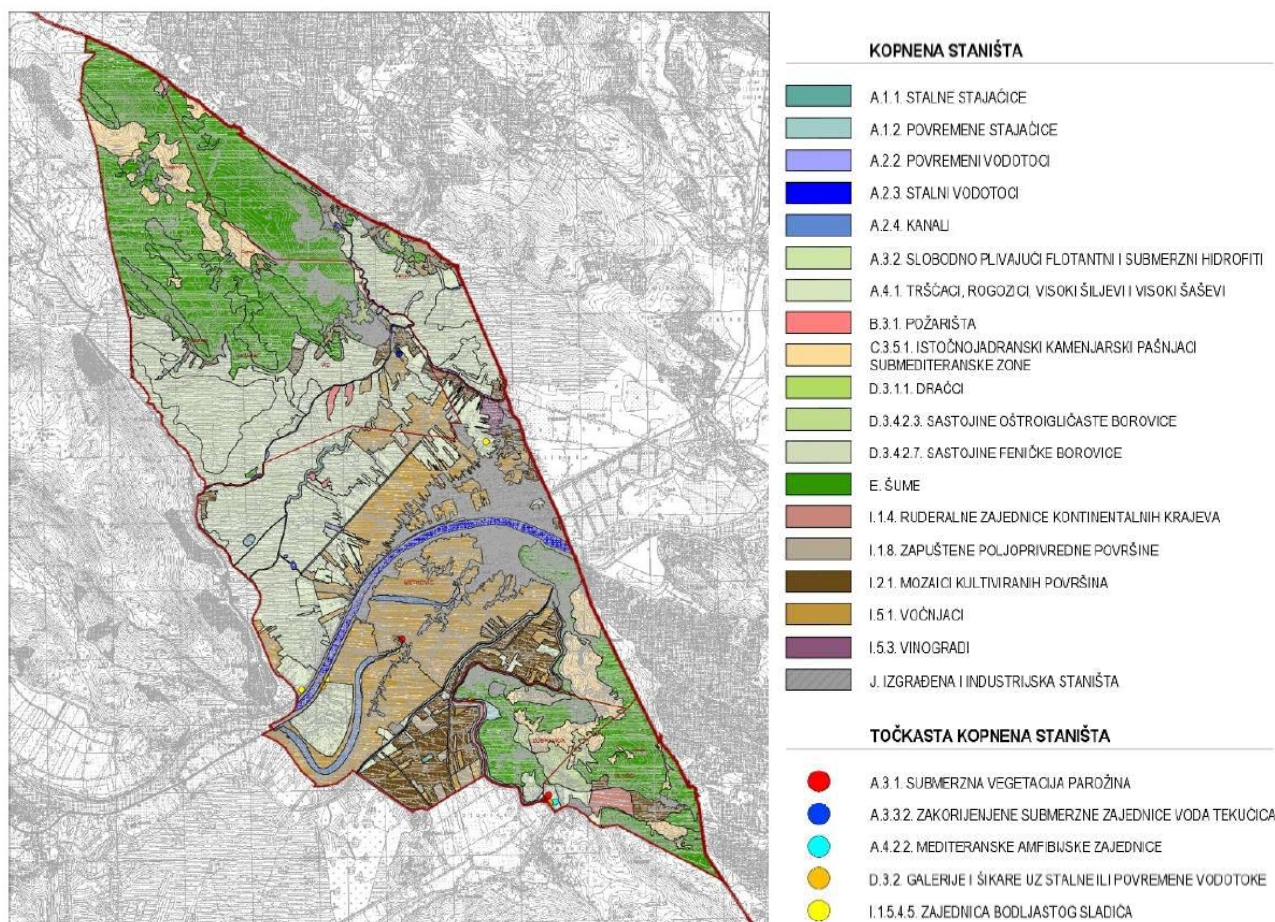 KOPNENA STANIŠTA
A.1.1. STALNE STAJAĆICE
A.1.2. POVREMENE STAJAĆICE
A.2.2. POVREMENI VODOTOCI
A.2.3. STALNI VODOTOCI
A.2.4. KANALI
A.3.2. SLOBODNO PLIVAJUĆI FLOTANTNI I SUBMERZNI HIDROFITI
A.4.1. TRŠĆACI, ROGOZICI, VISOKI ŠILJEVI I VISOKI ŠAŠEVI
B.3.1. POŽARIŠTA
C.3.5.1. ISTOČNOJADRANSKI KAMENJARSKI PAŠNJACI
SUBMEDITERANSKE ZONE
D.3.1.1. DRAČCI
D.3.4.2.3. SASTOJINE OŠTROIGLIČASTE BOROVICE
D.3.4.2.7. SASTOJINE FENIČKE BOROVICE
E. ŠUME
I.1.4. RUDERALNE ZAJEDNICE KONTINENTALNIH KRAJEVA
I.1.8. ZAPUŠTENE POLJOPRIVREDNE POVRŠINE
I.2.1. MOZAICI KULTIVIRANIH POVRŠINA
I.5.1. VOĆNJACI
I.5.3. VINOGRADI
J. IZGRAĐENA I INDUSTRIJSKA STANIŠTA
TOČKASTA KOPNENA STANIŠTA
A.3.1. SUBMERZNA VEGETACIJA PAROŽINA
A.3.3.2. ZAKORIJENJENE SUBMERZNE ZAJEDNICE VODA TEKUĆICA
A.4.2.2. MEDITERANSKE AMFIBIJSKE ZAJEDNICE
D.3.2. GALERIJE I ŠIKARE UZ STALNE ILI POVREMENE VODOTOKE
I.1.5.4.5. ZAJEDNICA BODLJASTOG SLADIĆA
METKOVIĆ